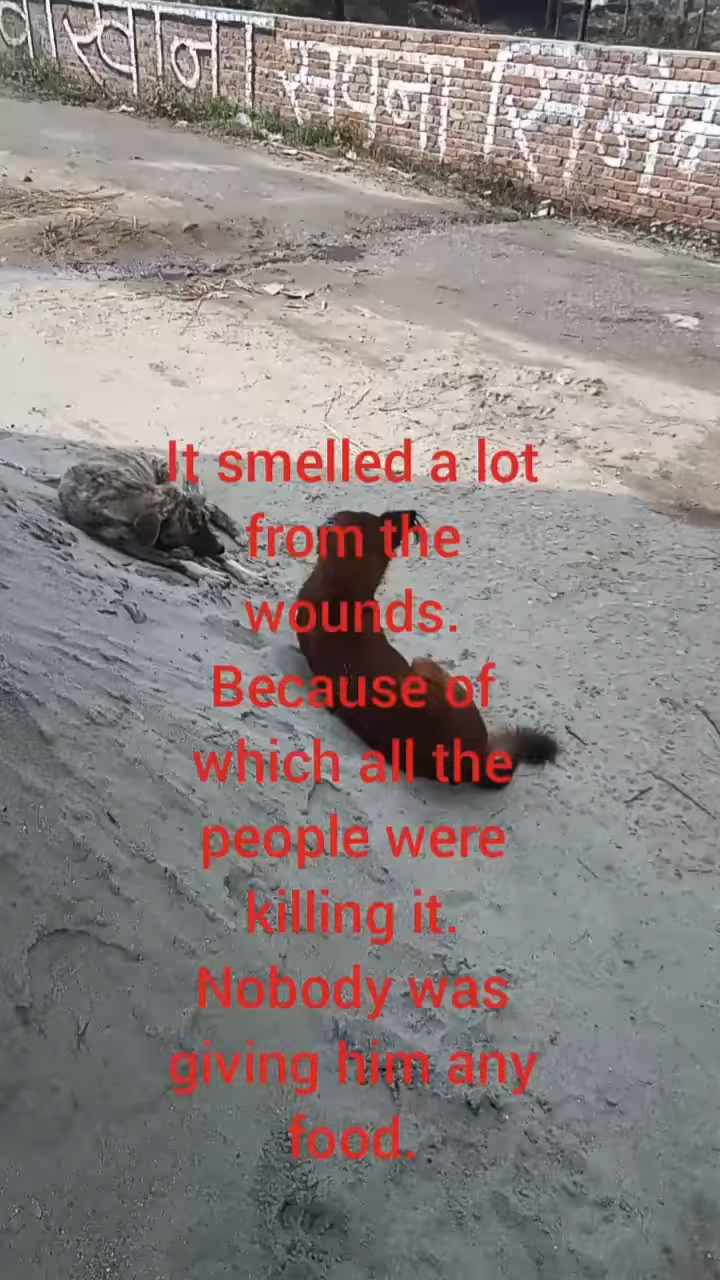 खाना सपना सि
It smelled a lot
from the
wounds.
Because of
which all the
people were
killing it.
Nobody was
giving him any
food.